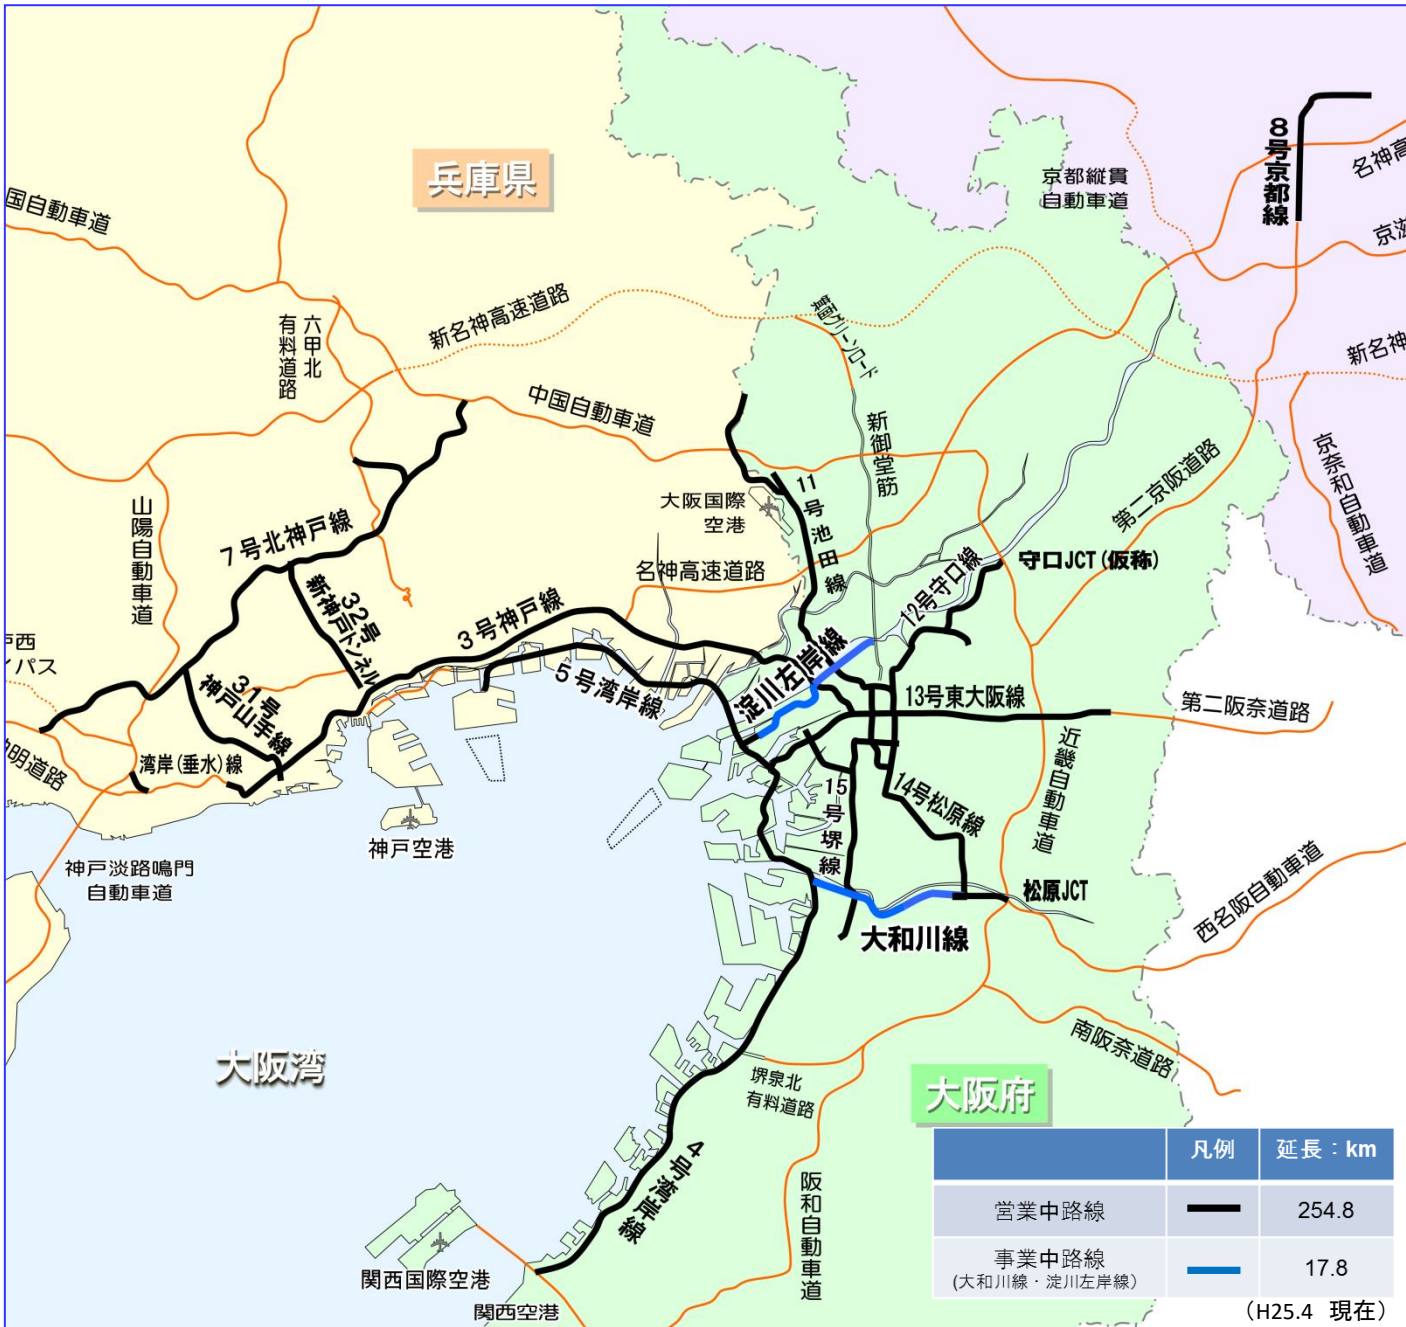 兵庫県
8号京都線
京都縦貫
自動車道
名神高
京滋
国自動車道
新名神高速道路
箕面グリーンロード
六甲北
有料道路
新名神
中国自動車道
新御堂筋
第二京阪道路
京奈和自動車道
大阪国際
空港
11号池田線
山陽自動車道
7号北神戸線
名神高速道路
12号守口線
守口JCT(仮称)
32号
新神戸トンネル
3号神戸線
戸西
イパス
淀川左岸線
5号湾岸線
31号
神戸山手線
13号東大阪線
第二阪奈道路
明道路
湾岸(垂水)線
近畿自動車道
14号松原線
15号堺線
神戸空港
神戸淡路鳴門
自動車道
松原JCT
西名阪自動車道
大和川線
大阪湾
南阪奈道路
堺泉北
有料道路
大阪府
4号湾岸線
阪和自動車道
関西国際空港
関西空港
凡例 延長:km
営業中路線 254.8
事業中路線 17.8
(大和川線・淀川左岸線)
(H25.4 現在)